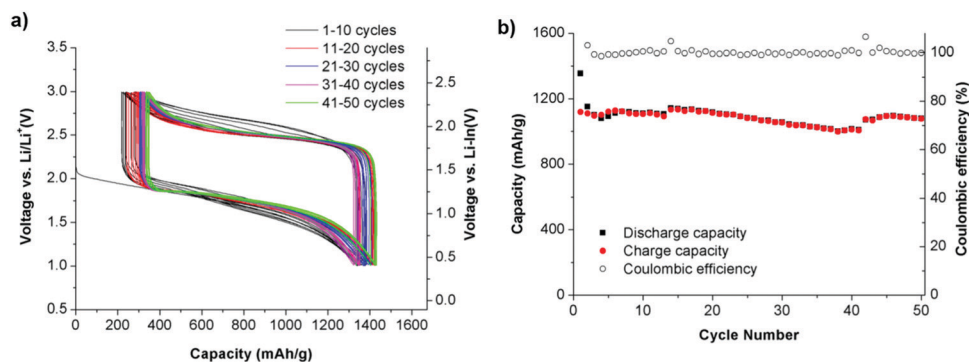 a)
1-10 cycles
11-20 cycles
21-30 cycles
31-40 cycles
41-50 cycles
Voltage vs. Li/Li⁺(V)
3.5
3.0
2.5
2.0
1.5
1.0
0.5
0 200 400 600 800 1000 1200 1400 1600
Capacity (mAh/g)
Voltage vs. Li-In(V)
2.5
2.0
1.5
1.0
0.5
0.0
b)
Capacity (mAh/g)
1600
1200
800
400
0
Discharge capacity
Charge capacity
Coulombic efficiency
0 10 20 30 40 50
Cycle Number
Coulombic efficiency (%)
100
80
60
40
20
0